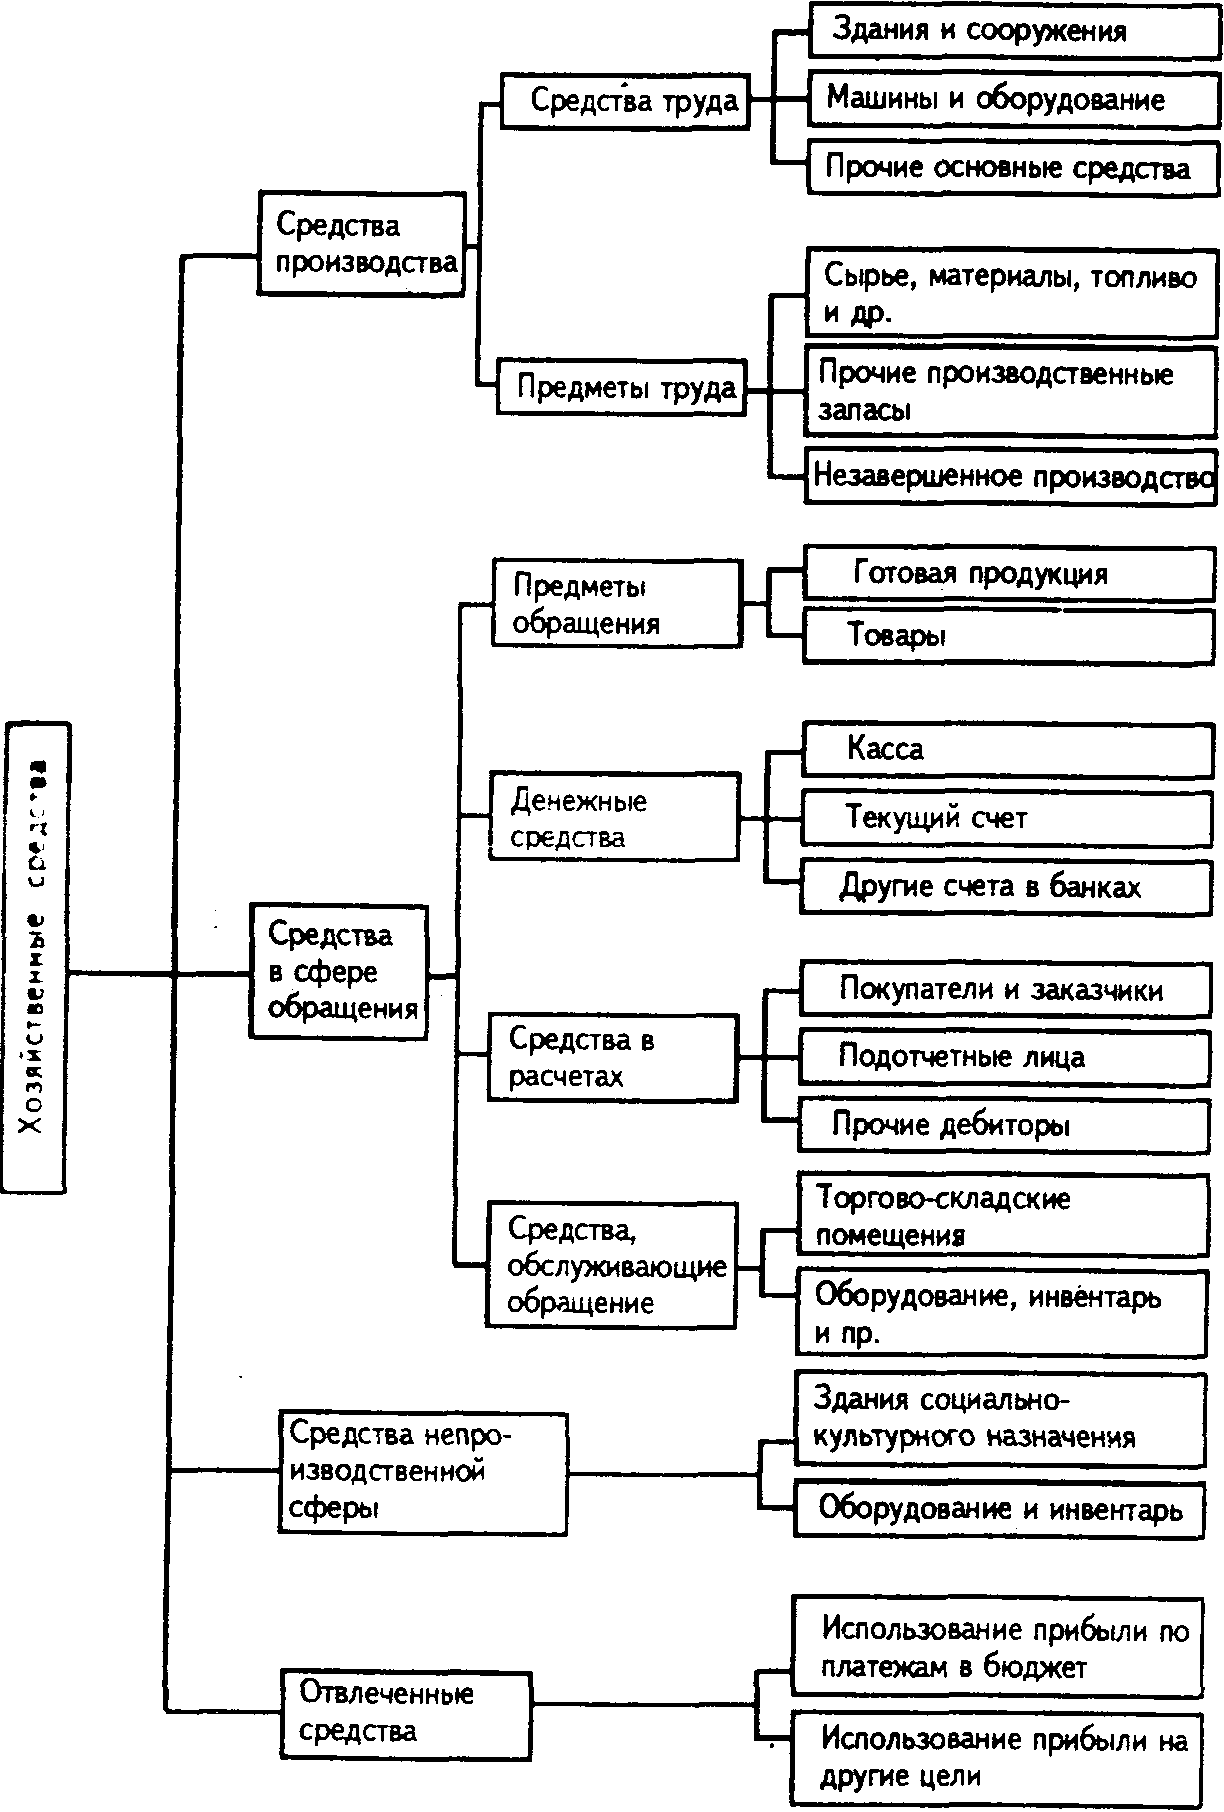 Хозяйственные средства
Средства
производства
Средства труда
Здания и сооружения
Машины и оборудование
Прочие основные средства
Предметы труда
Сырье, материалы, топливо
и др.
Прочие производственные
запасы
Незавершенное производство
Средства
в сфере
обращения
Предметы
обращения
Готовая продукция
Товары
Денежные
средства
Касса
Текущий счет
Другие счета в банках
Средства в
расчетах
Покупатели и заказчики
Подотчетные лица
Прочие дебиторы
Средства,
обслуживающие
обращение
Торгово-складские
помещения
Оборудование, инвентарь
и пр.
Средства непро-
изводственной
сферы
Здания социально-
культурного назначения
Оборудование и инвентарь
Отвлеченные
средства
Использование прибыли по
платежам в бюджет
Использование прибыли на
другие цели